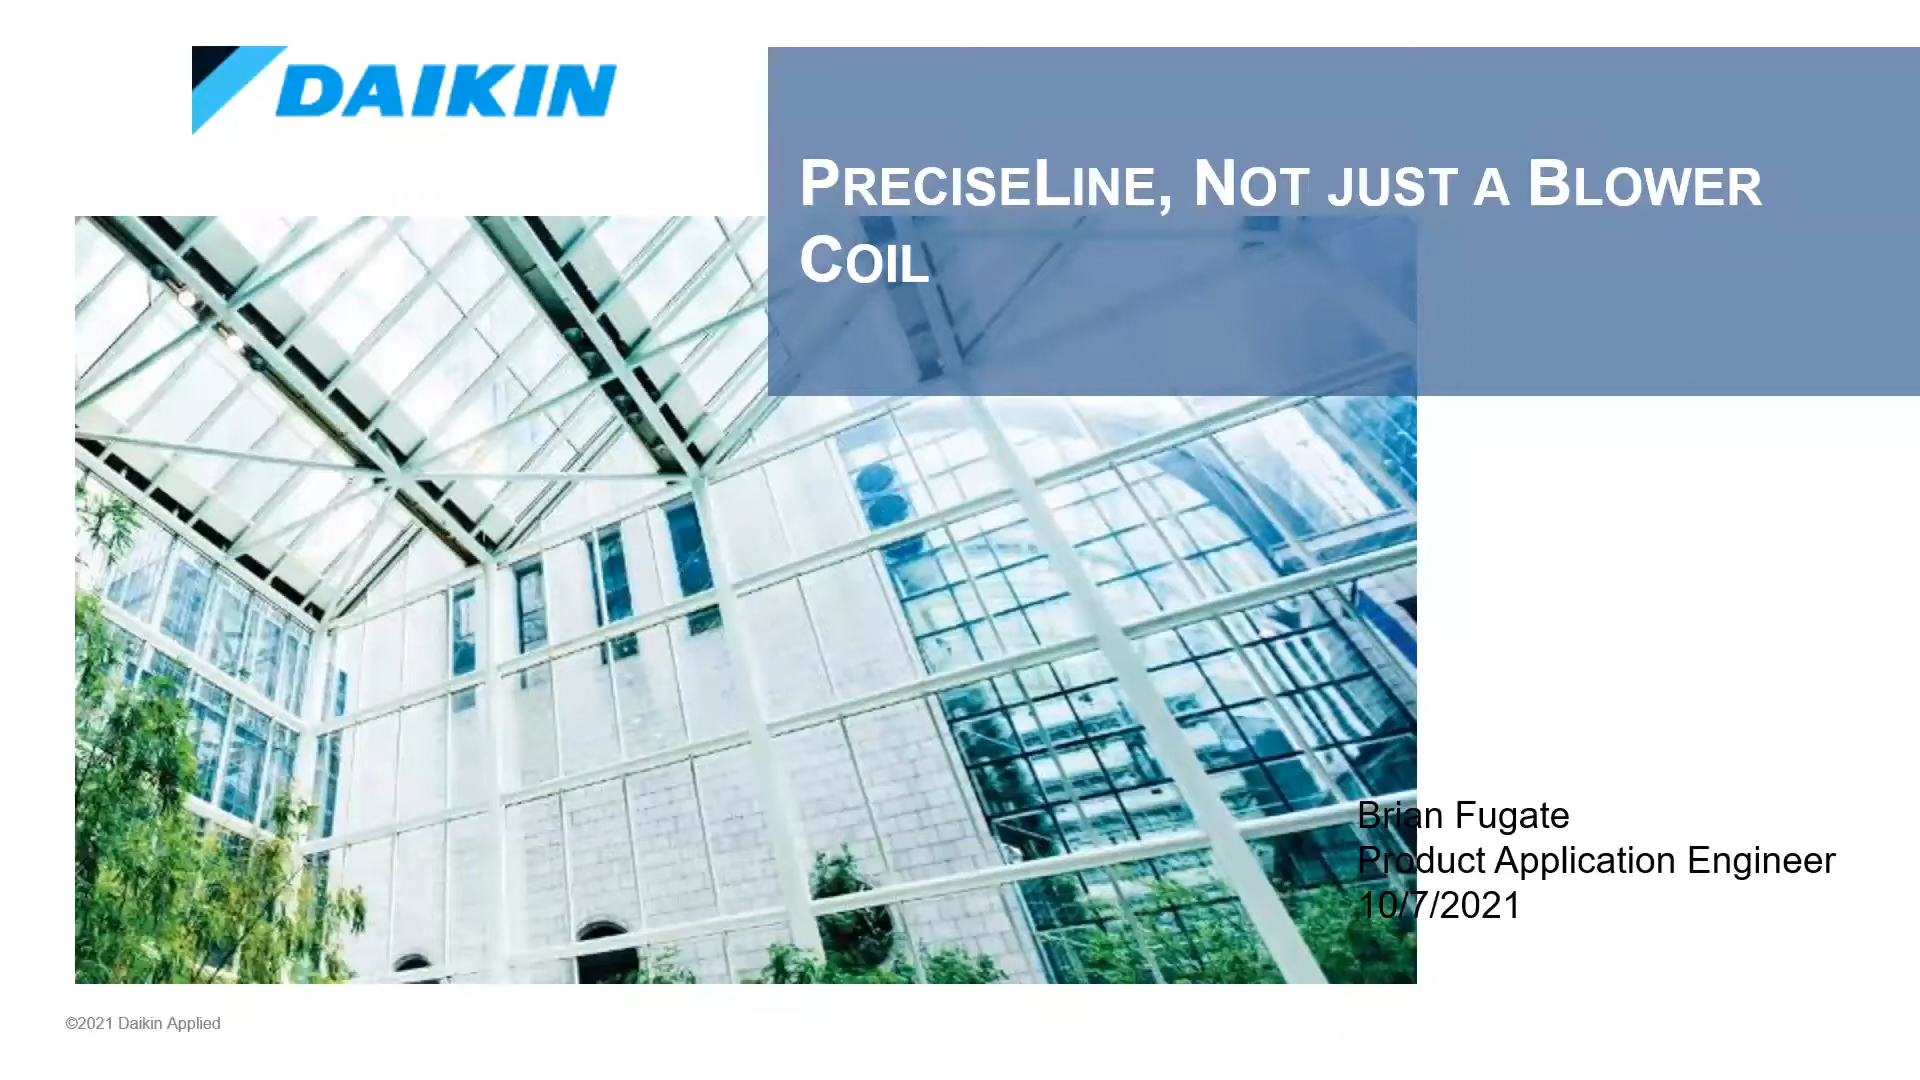 DAIKIN
PRECISELINE, NOT JUST A BLOWER
COIL
Brian Fugate
Product Application Engineer
10/7/2021
©2021 Daikin Applied